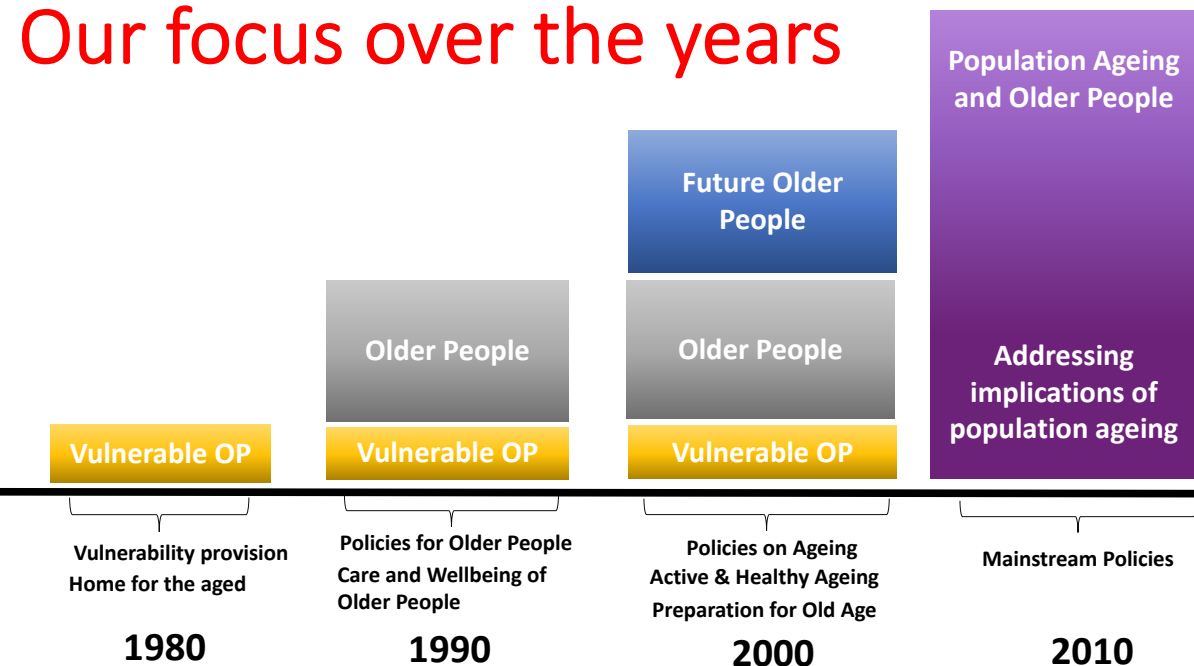 Our focus over the years
Population Ageing
and Older People
Future Older
People
Older People
Older People
Addressing
implications of
population ageing
Vulnerable OP
Vulnerable OP
Vulnerable OP
Vulnerability provision
Home for the aged
Policies for Older People
Care and Wellbeing of
Older People
Policies on Ageing
Active & Healthy Ageing
Preparation for Old Age
Mainstream Policies
1980
1990
2000
2010